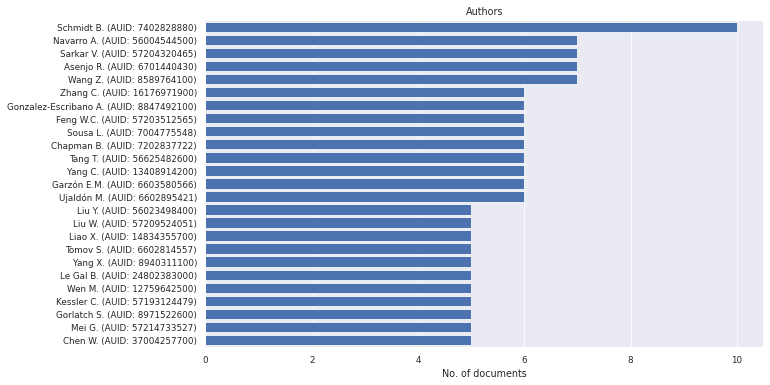 Authors
Schmidt B. (AUID: 7402828880)
Navarro A. (AUID: 56004544500)
Sarkar V. (AUID: 57204320465)
Asenjo R. (AUID: 6701440430)
Wang Z. (AUID: 8589764100)
Zhang C. (AUID: 16176971900)
Gonzalez-Escribano A. (AUID: 8847492100)
Feng W.C. (AUID: 57203512565)
Sousa L. (AUID: 7004775548)
Chapman B. (AUID: 7202837722)
Tang T. (AUID: 56625482600)
Yang C. (AUID: 13408914200)
Garzón E.M. (AUID: 6603580566)
Ujaldón M. (AUID: 6602895421)
Liu Y. (AUID: 56023498400)
Liu W. (AUID: 57209524051)
Liao X. (AUID: 14834355700)
Tomov S. (AUID: 6602814557)
Yang X. (AUID: 8940311100)
Le Gal B. (AUID: 24802383000)
Wen M. (AUID: 12759642500)
Kessler C. (AUID: 57193124479)
Gorlatch S. (AUID: 8971522600)
Mei G. (AUID: 57214733527)
Chen W. (AUID: 37004257700)
0 2 4 6 8 10
No. of documents